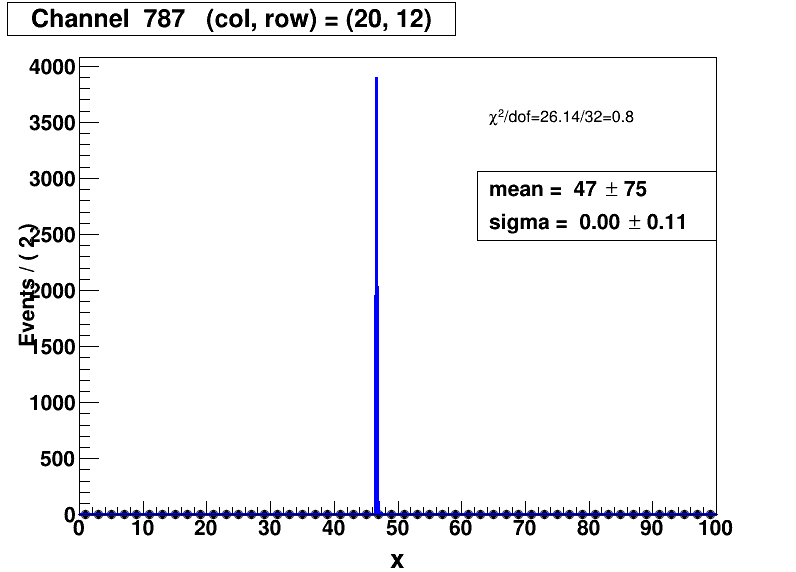 Channel 787 (col, row) = (20, 12)
4000
3500
3000
2500
2000
1500
1000
500
0
Events / ( 2 )
χ²/dof=26.14/32=0.8
mean = 47 ± 75
sigma = 0.00 ± 0.11
0 10 20 30 40 50 60 70 80 90 100
x